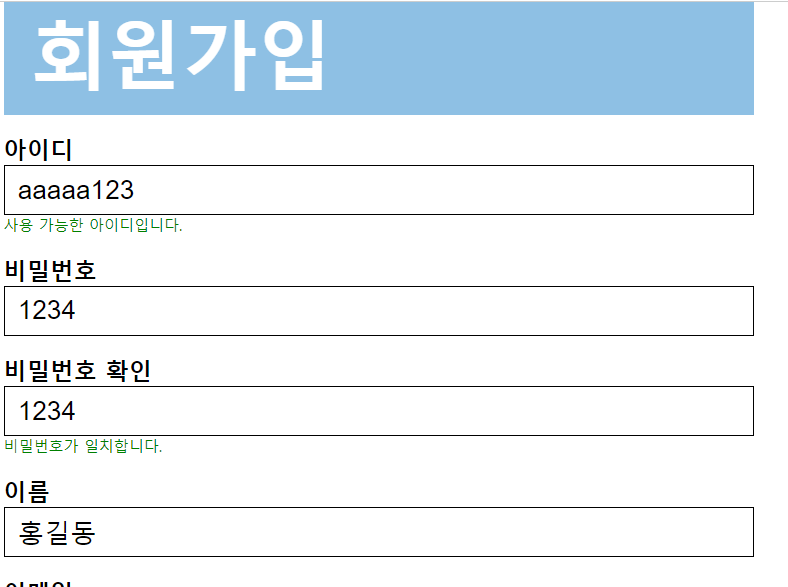 회원가입
아이디
aaaaa123
사용 가능한 아이디입니다.
비밀번호
1234
비밀번호 확인
1234
비밀번호가 일치합니다.
이름
홍길동